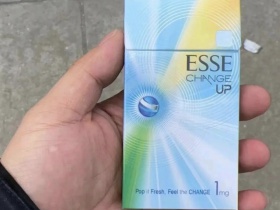 ESSE
CHANGE
UP
Pop! Fresh, Feel the CHANGE 1mg